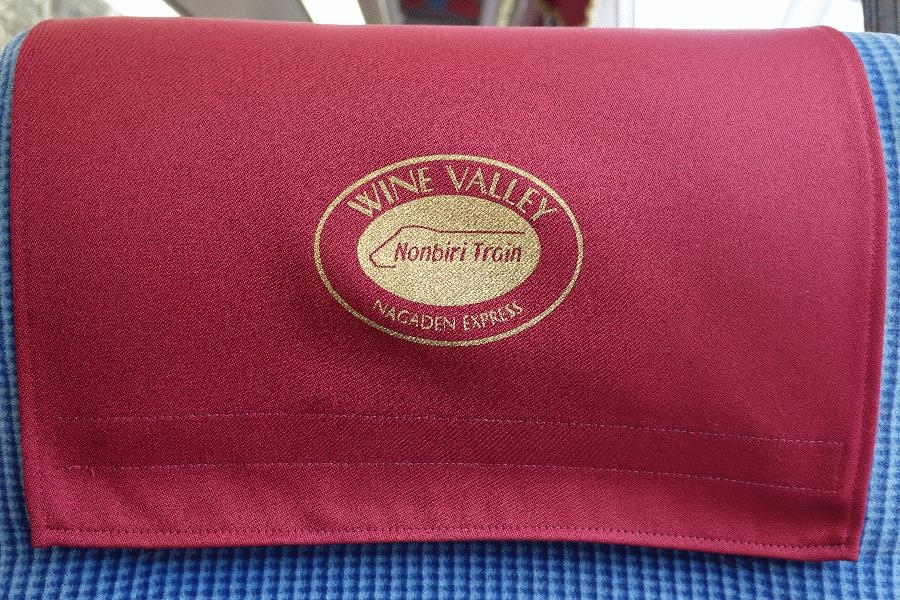 WINE VALLEY
Nonbiri Train
NAGADEN EXPRESS